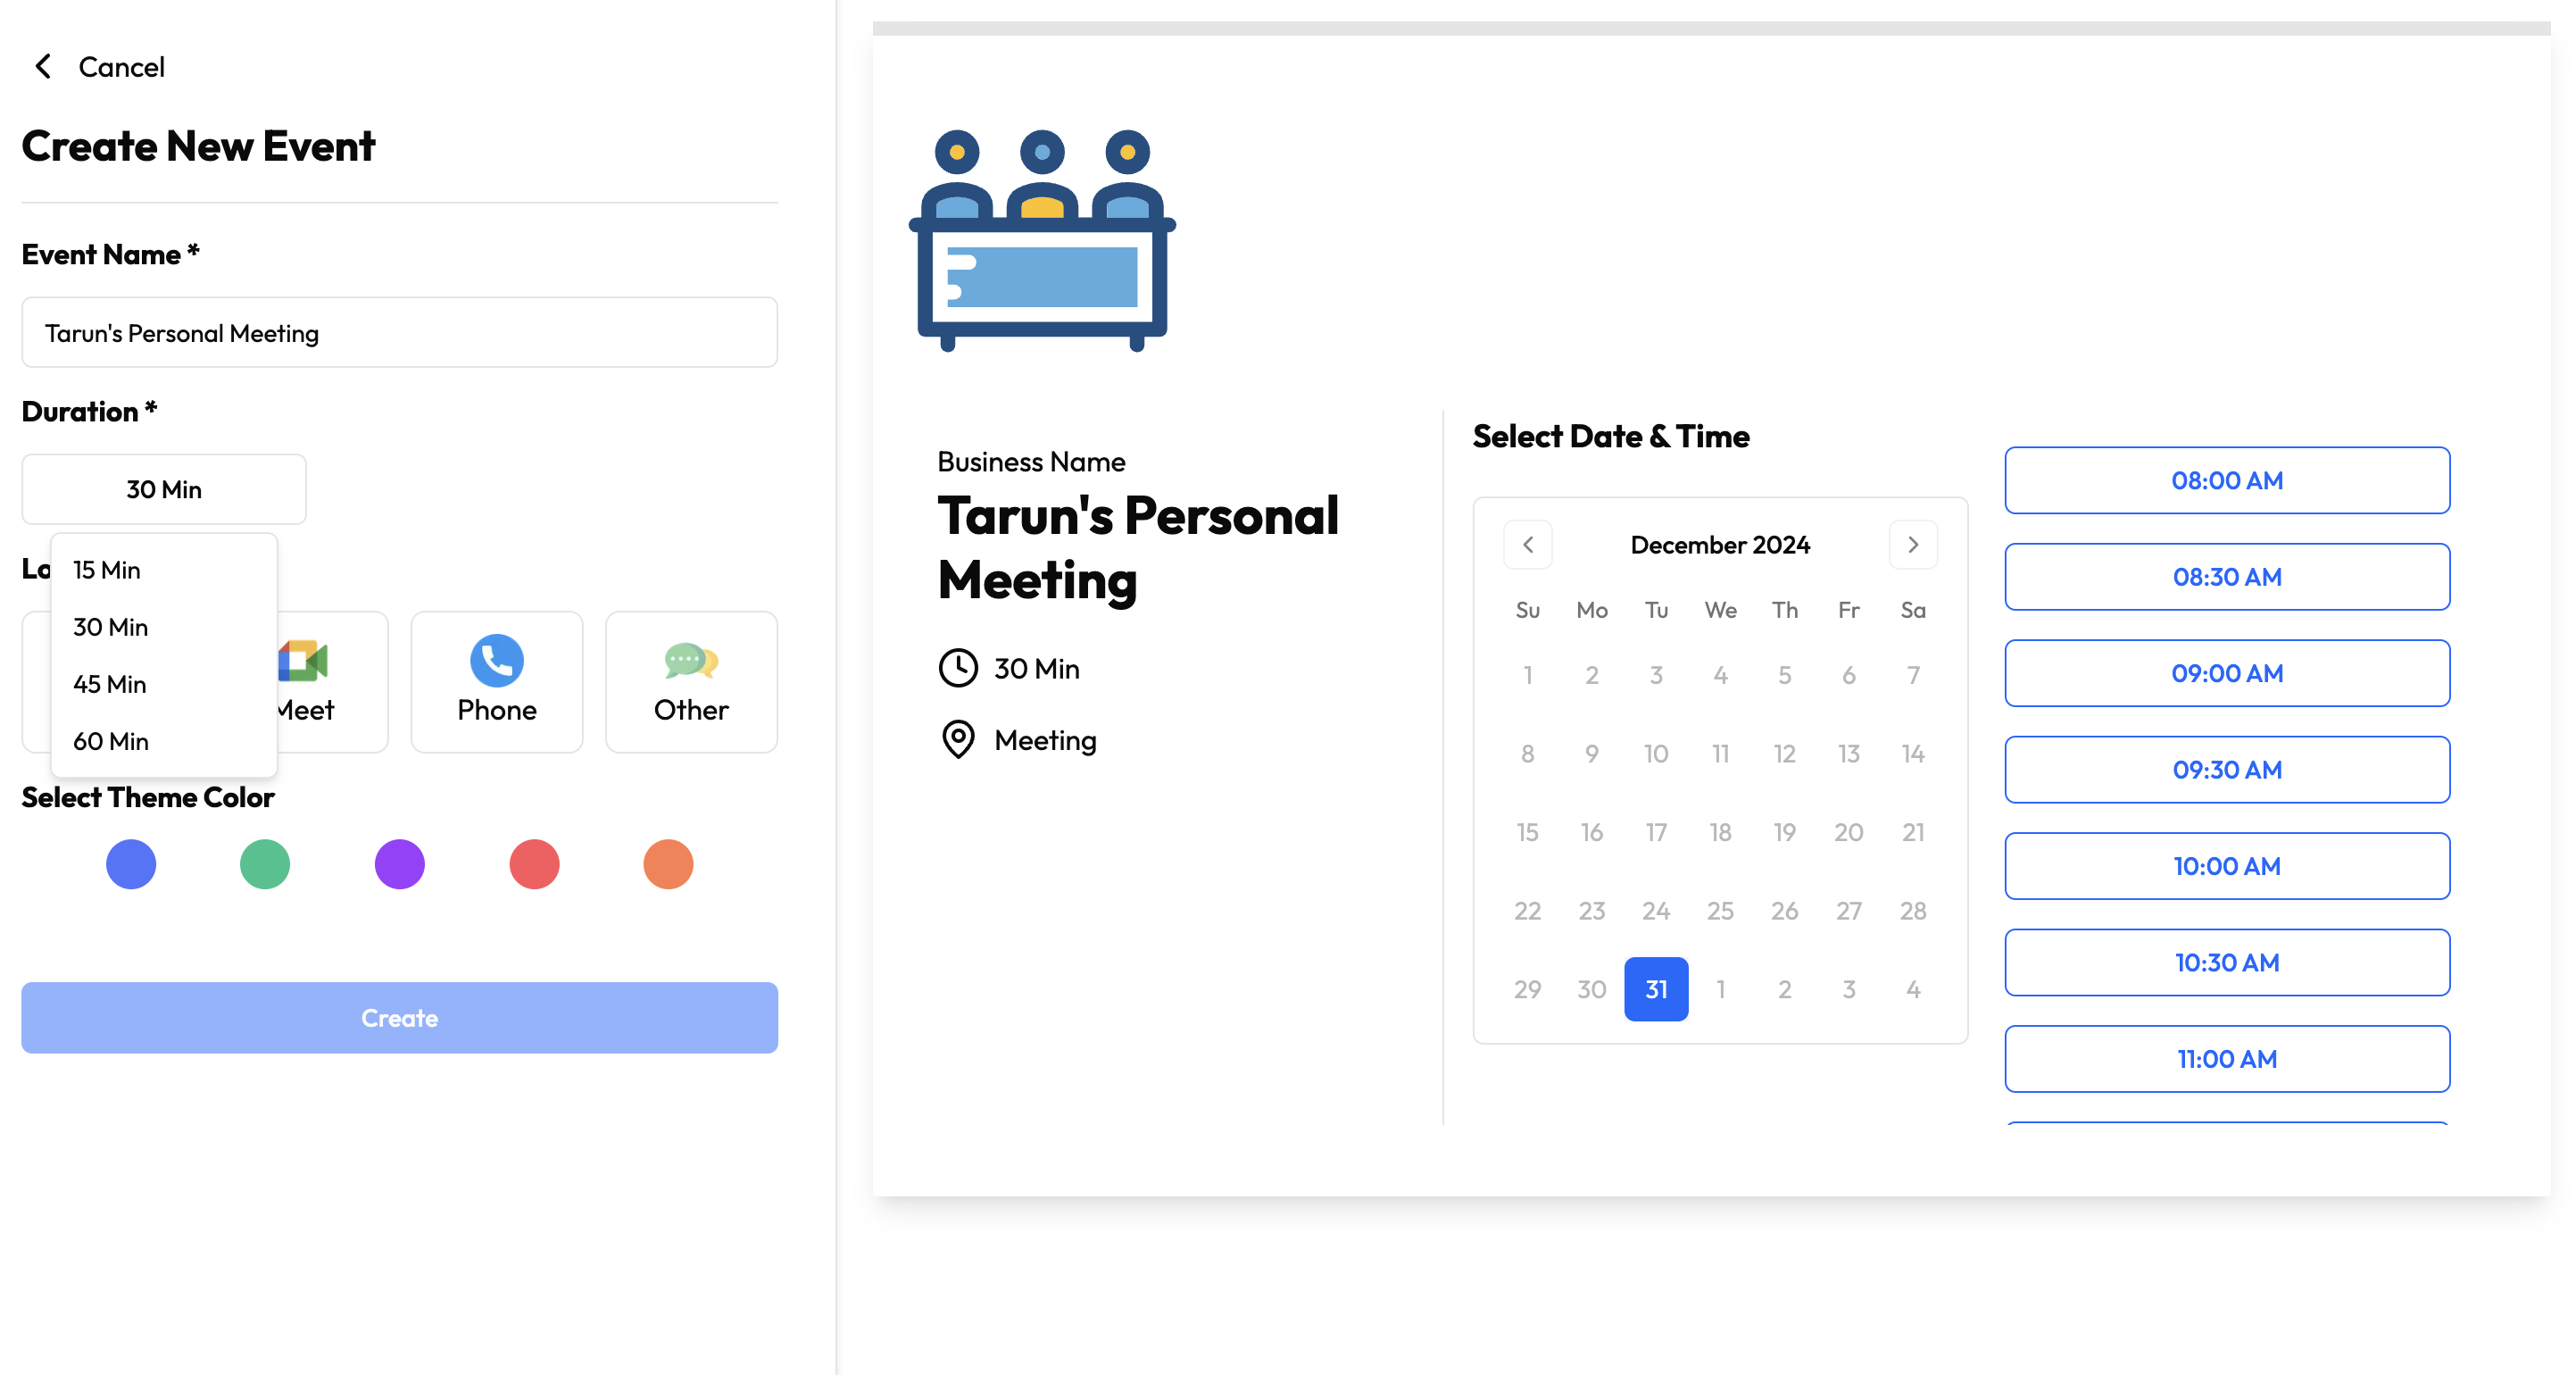 Cancel
Create New Event
Event Name *
Tarun's Personal Meeting
Duration *
30 Min
15 Min
30 Min
45 Min
60 Min
Meet
Phone
Other
Select Theme Color
Create
Business Name
Tarun's Personal
Meeting
30 Min
Meeting
Select Date & Time
December 2024
Su Mo Tu We Th Fr Sa
1 2 3 4 5 6 7
8 9 10 11 12 13 14
15 16 17 18 19 20 21
22 23 24 25 26 27 28
29 30 31 1 2 3 4
08:00 AM
08:30 AM
09:00 AM
09:30 AM
10:00 AM
10:30 AM
11:00 AM